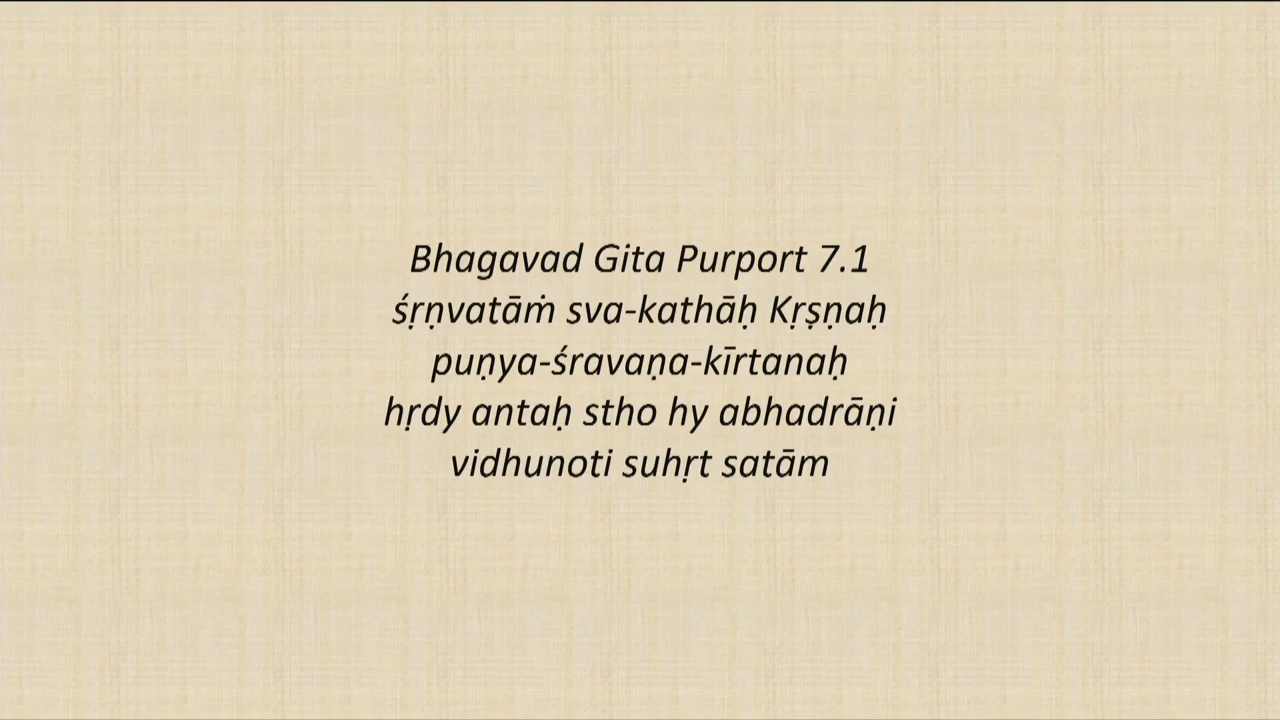 Bhagavad Gita Purport 7.1
śṛṇvatāṁ sva-kathāḥ Kṛṣṇaḥ
puṇya-śravaṇa-kīrtanaḥ
hṛdy antaḥ stho hy abhadrāṇi
vidhunoti suhṛt satām